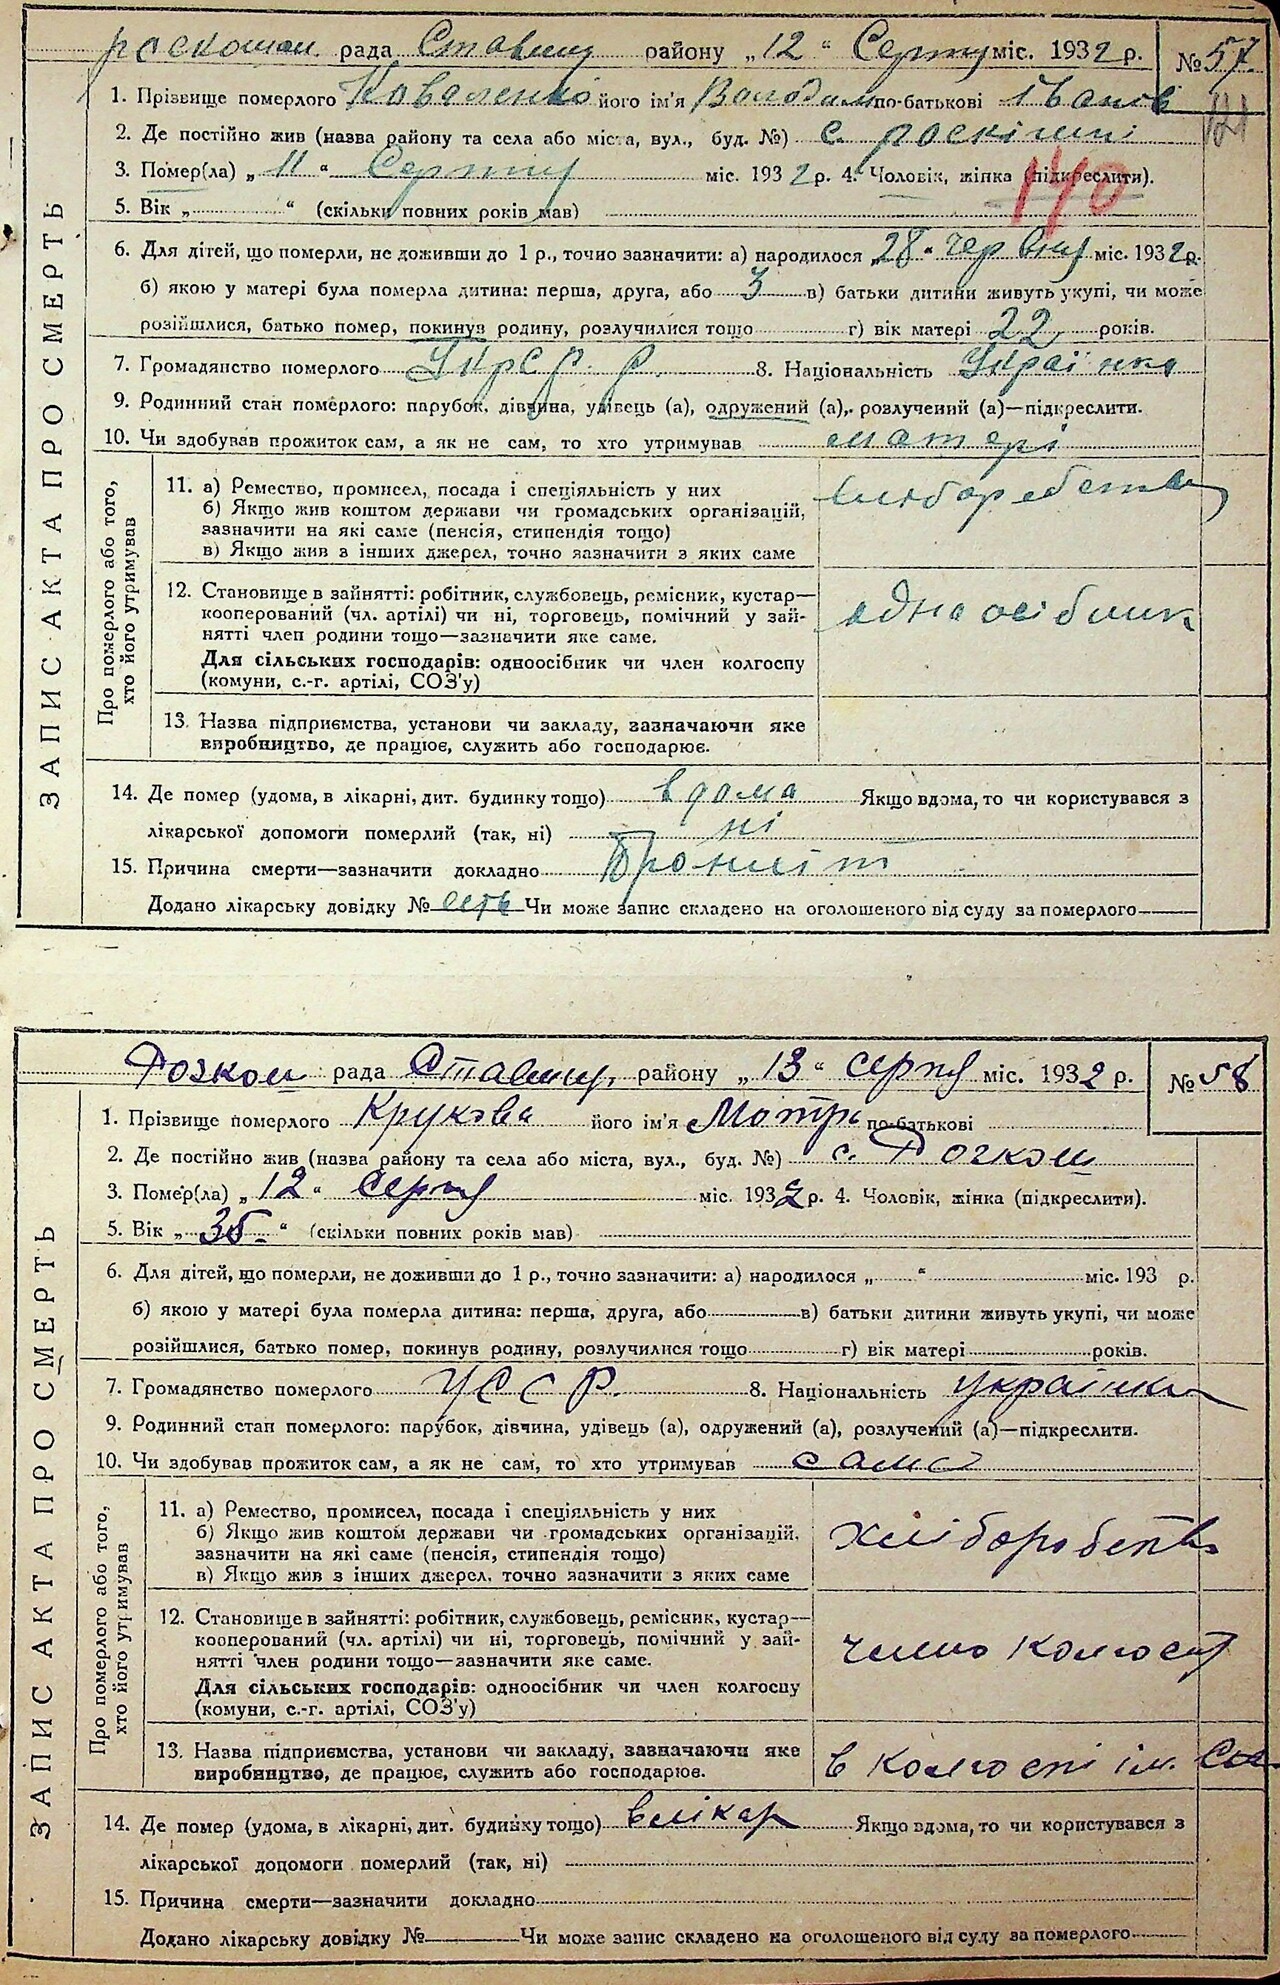 роскошан рада Ставищ району „12“ Серпня міс. 1932 р. № 57.
1. Прізвище померлого Коваленко його ім'я Володим по-батькові Іванов
2. Де постійно жив (назва району та села або міста, вул., буд. №) с роскішні
140
3. Помер(ла) „11“ Серпня міс. 1932 р. 4. Чоловік, жінка (підкреслити).
5. Вік „ “ (скільки повних років мав)
6. Для дітей, що померли, не доживши до 1 р., точно зазначити: а) народилося „28“ червня міс. 1932 р.
б) якою у матері була померла дитина: перша, друга, або 3 в) батьки дитини живуть укупі, чи може
розійшлися, батько помер, покинув родину, розлучилися тощо г) вік матері 22 років.
7. Громадянство померлого УкрСР. Р. 8. Національність Українка
9. Родинний стан померлого: парубок, дівчина, удівець (а), одружений (а), розлучений (а)—підкреслити.
10. Чи здобував прожиток сам, а як не сам, то хто утримував матері
ЗАПИС АКТА ПРО СМЕРТЬ
Про померлого або того, хто його утримував
11. а) Ремество, промисел, посада і спеціяльність у них
б) Якщо жив коштом держави чи громадських організацій,
зазначити на які саме (пенсія, стипендія тощо)
в) Якщо жив з інших джерел, точно зазначити з яких саме
12. Становище в зайнятті: робітник, службовець, ремісник, кустар—
кооперований (чл. артілі) чи ні, торговець, помічний у зай-
нятті член родини тощо—зазначити яке саме.
Для сільських господарів: одноосібник чи член колгоспу
(комуни, с.-г. артілі, СОЗ'у)
одноосібник
13. Назва підприємства, установи чи закладу, зазначаючи яке
виробництво, де працює, служить або господарює.
14. Де помер (удома, в лікарні, дит. будинку тощо) вдома Якщо вдома, то чи користувався з
лікарської допомоги померлий (так, ні) ні
15. Причина смерти—зазначити докладно Бронхіт
Додано лікарську довідку № есть Чи може запис складено на оголошеного від суду за померлого
Розкош рада Ставищ. району „13“ серпня міс. 1932 р. № 58
1. Прізвище померлого Крукова його ім'я Мотря по-батькові
2. Де постійно жив (назва району та села або міста, вул., буд. №) с. Розкош
3. Помер(ла) „12“ серпня міс. 1932 р. 4. Чоловік, жінка (підкреслити).
5. Вік „35.“ (скільки повних років мав)
6. Для дітей, що померли, не доживши до 1 р., точно зазначити: а) народилося „ “ міс. 193 р.
б) якою у матері була померла дитина: перша, друга, або в) батьки дитини живуть укупі, чи може
розійшлися, батько помер, покинув родину, розлучилися тощо г) вік матері років.
7. Громадянство померлого УССР. 8. Національність українка
9. Родинний стан померлого: парубок, дівчина, удівець (а), одружений (а), розлучений (а)—підкреслити.
10. Чи здобував прожиток сам, а як не сам, то хто утримував сама
ЗАПИС АКТА ПРО СМЕРТЬ
Про померлого або того, хто його утримував
11. а) Ремество, промисел, посада і спеціяльність у них
б) Якщо жив коштом держави чи громадських організацій,
зазначити на які саме (пенсія, стипендія тощо)
в) Якщо жив з інших джерел, точно зазначити з яких саме
хліборобство
12. Становище в зайнятті: робітник, службовець, ремісник, кустар—
кооперований (чл. артілі) чи ні, торговець, помічний у зай-
нятті член родини тощо—зазначити яке саме.
Для сільських господарів: одноосібник чи член колгоспу
(комуни, с.-г. артілі, СОЗ'у)
13. Назва підприємства, установи чи закладу, зазначаючи яке
виробництво, де працює, служить або господарює.
в колгоспі ім.
14. Де помер (удома, в лікарні, дит. будинку тощо) в лікар Якщо вдома, то чи користувався з
лікарської допомоги померлий (так, ні)
15. Причина смерти—зазначити докладно
Додано лікарську довідку № Чи може запис складено на оголошеного від суду за померлого